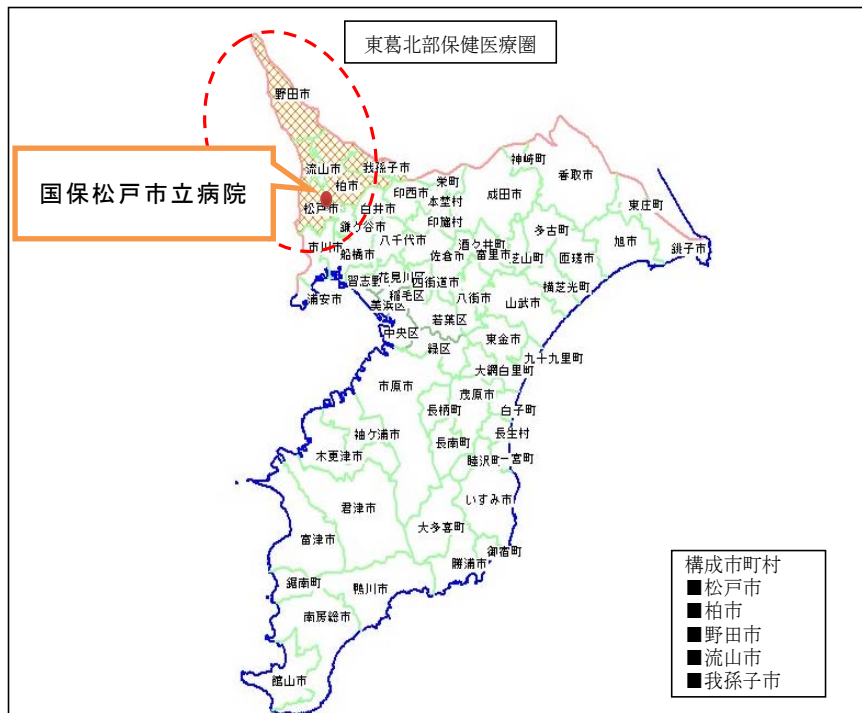 東葛北部保健医療圏
野田市
国保松戸市立病院
流山市
我孫子市
柏市
松戸市
印西市
栄町
本埜村
成田市
神崎町
香取市
東庄町
白井市
鎌ケ谷市
印旛村
市川市
船橋市
八千代市
佐倉市
酒々井町
富里市
芝山町
多古町
匝瑳市
旭市
銚子市
浦安市
習志野
花見川区
稲毛区
美浜区
四街道市
八街市
山武市
横芝光町
中央区
若葉区
緑区
東金市
九十九里町
大網白里町
市原市
茂原市
長柄町
白子町
袖ケ浦市
長南町
長生村
木更津市
睦沢町
一宮町
君津市
いすみ市
富津市
大多喜町
御宿町
勝浦市
鋸南町
鴨川市
南房総市
館山市
構成市町村
■松戸市
■柏市
■野田市
■流山市
■我孫子市